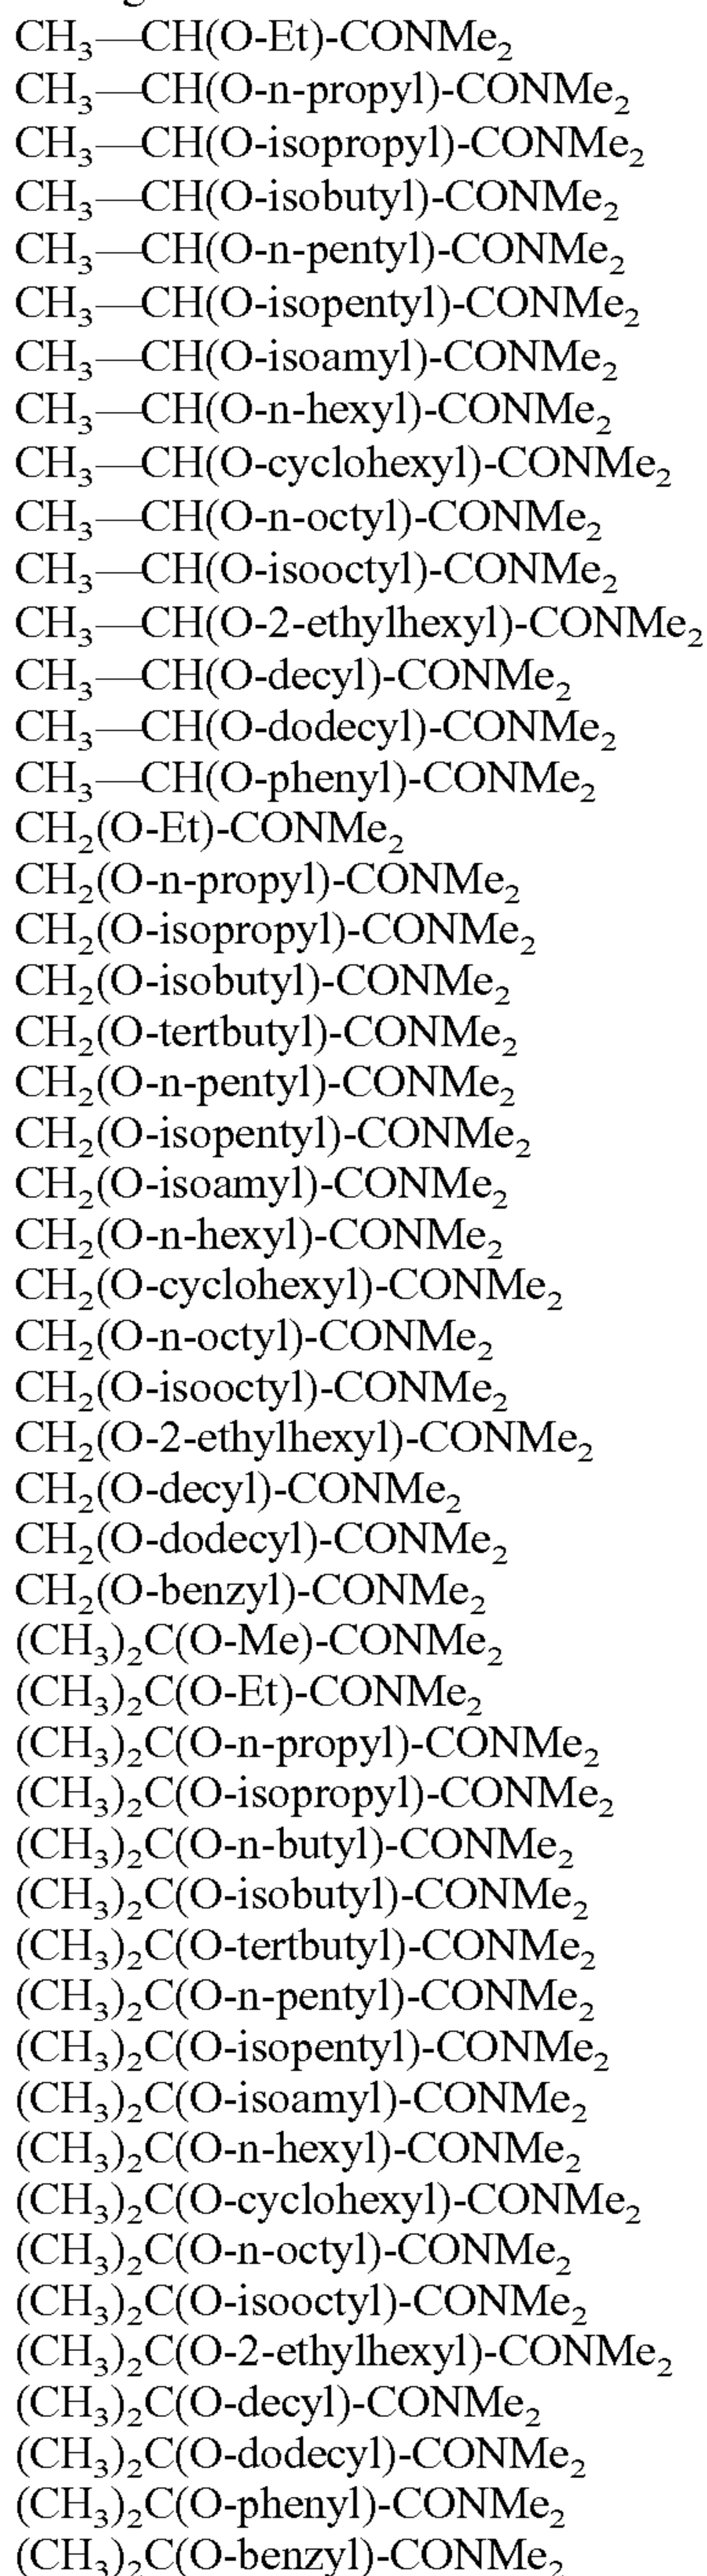 CH₃—CH(O-Et)-CONMe₂
CH₃—CH(O-n-propyl)-CONMe₂
CH₃—CH(O-isopropyl)-CONMe₂
CH₃—CH(O-isobutyl)-CONMe₂
CH₃—CH(O-n-pentyl)-CONMe₂
CH₃—CH(O-isopentyl)-CONMe₂
CH₃—CH(O-isoamyl)-CONMe₂
CH₃—CH(O-n-hexyl)-CONMe₂
CH₃—CH(O-cyclohexyl)-CONMe₂
CH₃—CH(O-n-octyl)-CONMe₂
CH₃—CH(O-isooctyl)-CONMe₂
CH₃—CH(O-2-ethylhexyl)-CONMe₂
CH₃—CH(O-decyl)-CONMe₂
CH₃—CH(O-dodecyl)-CONMe₂
CH₃—CH(O-phenyl)-CONMe₂
CH₂(O-Et)-CONMe₂
CH₂(O-n-propyl)-CONMe₂
CH₂(O-isopropyl)-CONMe₂
CH₂(O-isobutyl)-CONMe₂
CH₂(O-tertbutyl)-CONMe₂
CH₂(O-n-pentyl)-CONMe₂
CH₂(O-isopentyl)-CONMe₂
CH₂(O-isoamyl)-CONMe₂
CH₂(O-n-hexyl)-CONMe₂
CH₂(O-cyclohexyl)-CONMe₂
CH₂(O-n-octyl)-CONMe₂
CH₂(O-isooctyl)-CONMe₂
CH₂(O-2-ethylhexyl)-CONMe₂
CH₂(O-decyl)-CONMe₂
CH₂(O-dodecyl)-CONMe₂
CH₂(O-benzyl)-CONMe₂
(CH₃)₂C(O-Me)-CONMe₂
(CH₃)₂C(O-Et)-CONMe₂
(CH₃)₂C(O-n-propyl)-CONMe₂
(CH₃)₂C(O-isopropyl)-CONMe₂
(CH₃)₂C(O-n-butyl)-CONMe₂
(CH₃)₂C(O-isobutyl)-CONMe₂
(CH₃)₂C(O-tertbutyl)-CONMe₂
(CH₃)₂C(O-n-pentyl)-CONMe₂
(CH₃)₂C(O-isopentyl)-CONMe₂
(CH₃)₂C(O-isoamyl)-CONMe₂
(CH₃)₂C(O-n-hexyl)-CONMe₂
(CH₃)₂C(O-cyclohexyl)-CONMe₂
(CH₃)₂C(O-n-octyl)-CONMe₂
(CH₃)₂C(O-isooctyl)-CONMe₂
(CH₃)₂C(O-2-ethylhexyl)-CONMe₂
(CH₃)₂C(O-decyl)-CONMe₂
(CH₃)₂C(O-dodecyl)-CONMe₂
(CH₃)₂C(O-phenyl)-CONMe₂
(CH₃)₂C(O-benzyl)-CONMe₂